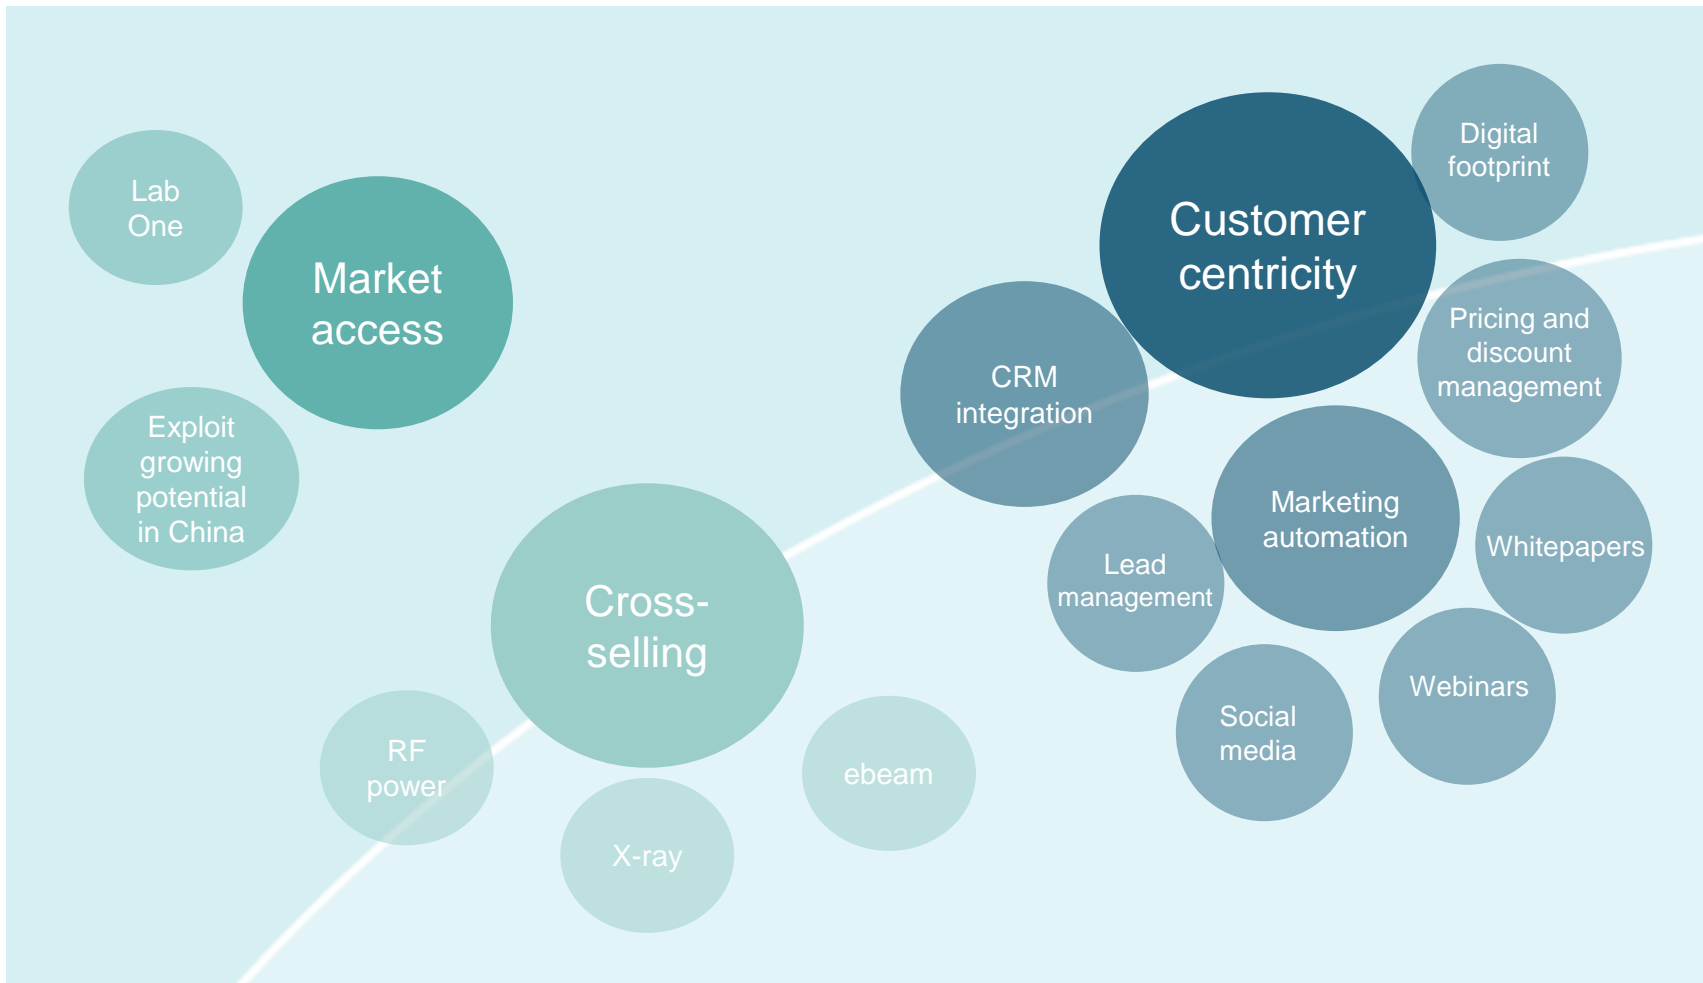 Lab
One
Market
access
Exploit
growing
potential
in China
Cross-
selling
RF
power
X-ray
ebeam
Customer
centricity
Digital
footprint
CRM
integration
Pricing and
discount
management
Marketing
automation
Lead
management
Whitepapers
Webinars
Social
media